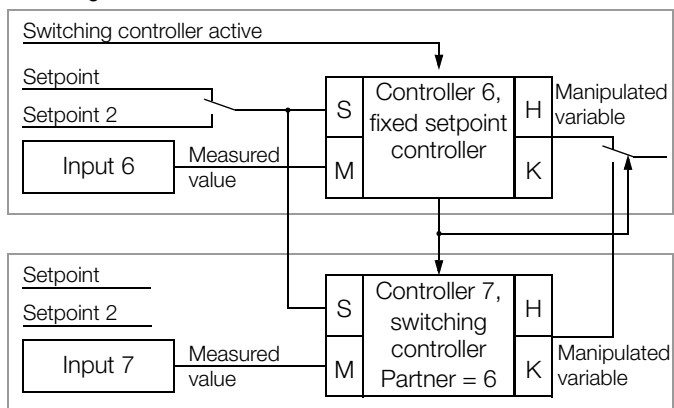 Switching controller active
Setpoint
Setpoint 2
Input 6
Measured
value
S
M
Controller 6,
fixed setpoint
controller
H
K
Manipulated
variable
Setpoint
Setpoint 2
Input 7
Measured
value
S
M
Controller 7,
switching
controller
Partner = 6
H
K
Manipulated
variable